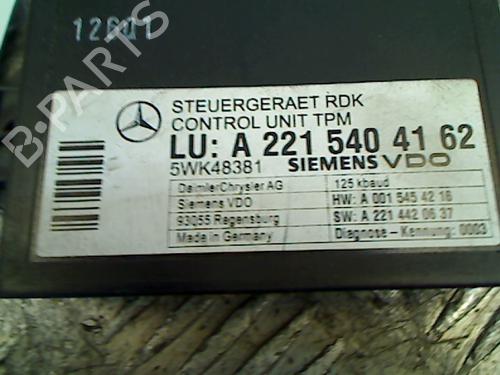 12601
B-PARTS
STEUERGERAET RDK
CONTROL UNIT TPM
LU: A 221 540 41 62
5WK48381 SIEMENS VDO
DaimlerChrysler AG 125 kbaud
Siemens VDO HW: A 001 545 42 16
93055 Regensburg SW: A 221 442 06 37
Made in Germany Diagnose - Kennung: 0003